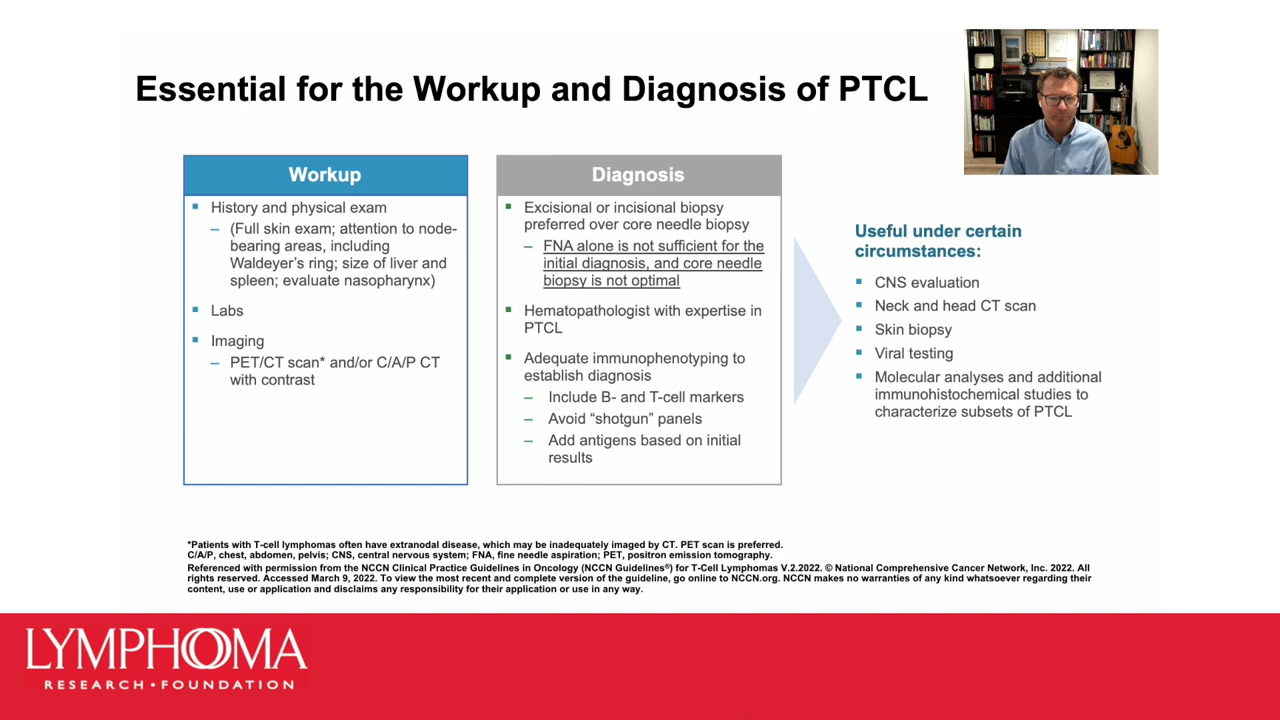 Essential for the Workup and Diagnosis of PTCL
Workup
History and physical exam
– (Full skin exam; attention to node-
bearing areas, including
Waldeyer’s ring; size of liver and
spleen; evaluate nasopharynx)
Labs
Imaging
– PET/CT scan* and/or C/A/P CT
with contrast
Diagnosis
Excisional or incisional biopsy
preferred over core needle biopsy
– FNA alone is not sufficient for the
initial diagnosis, and core needle
biopsy is not optimal
Hematopathologist with expertise in
PTCL
Adequate immunophenotyping to
establish diagnosis
– Include B- and T-cell markers
– Avoid “shotgun” panels
– Add antigens based on initial
results
Useful under certain
circumstances:
CNS evaluation
Neck and head CT scan
Skin biopsy
Viral testing
Molecular analyses and additional
immunohistochemical studies to
characterize subsets of PTCL
*Patients with T-cell lymphomas often have extranodal disease, which may be inadequately imaged by CT. PET scan is preferred.
C/A/P, chest, abdomen, pelvis; CNS, central nervous system; FNA, fine needle aspiration; PET, positron emission tomography.
Referenced with permission from the NCCN Clinical Practice Guidelines in Oncology (NCCN Guidelines®) for T-Cell Lymphomas V.2.2022. © National Comprehensive Cancer Network, Inc. 2022. All
rights reserved. Accessed March 9, 2022. To view the most recent and complete version of the guideline, go online to NCCN.org. NCCN makes no warranties of any kind whatsoever regarding their
content, use or application and disclaims any responsibility for their application or use in any way.
LYMPHOMA
RESEARCH • FOUNDATION